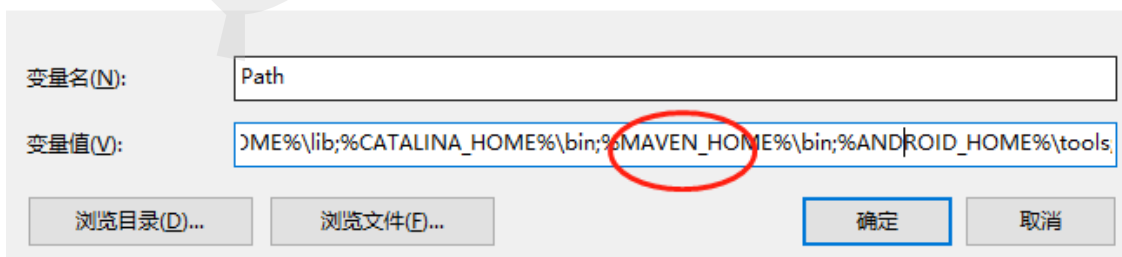 变量名(N):
Path
变量值(V):
OME%\lib;%CATALINA_HOME%\bin;%MAVEN_HOME%\bin;%ANDROID_HOME%\tools;
浏览目录(D)...
浏览文件(F)...
确定
取消